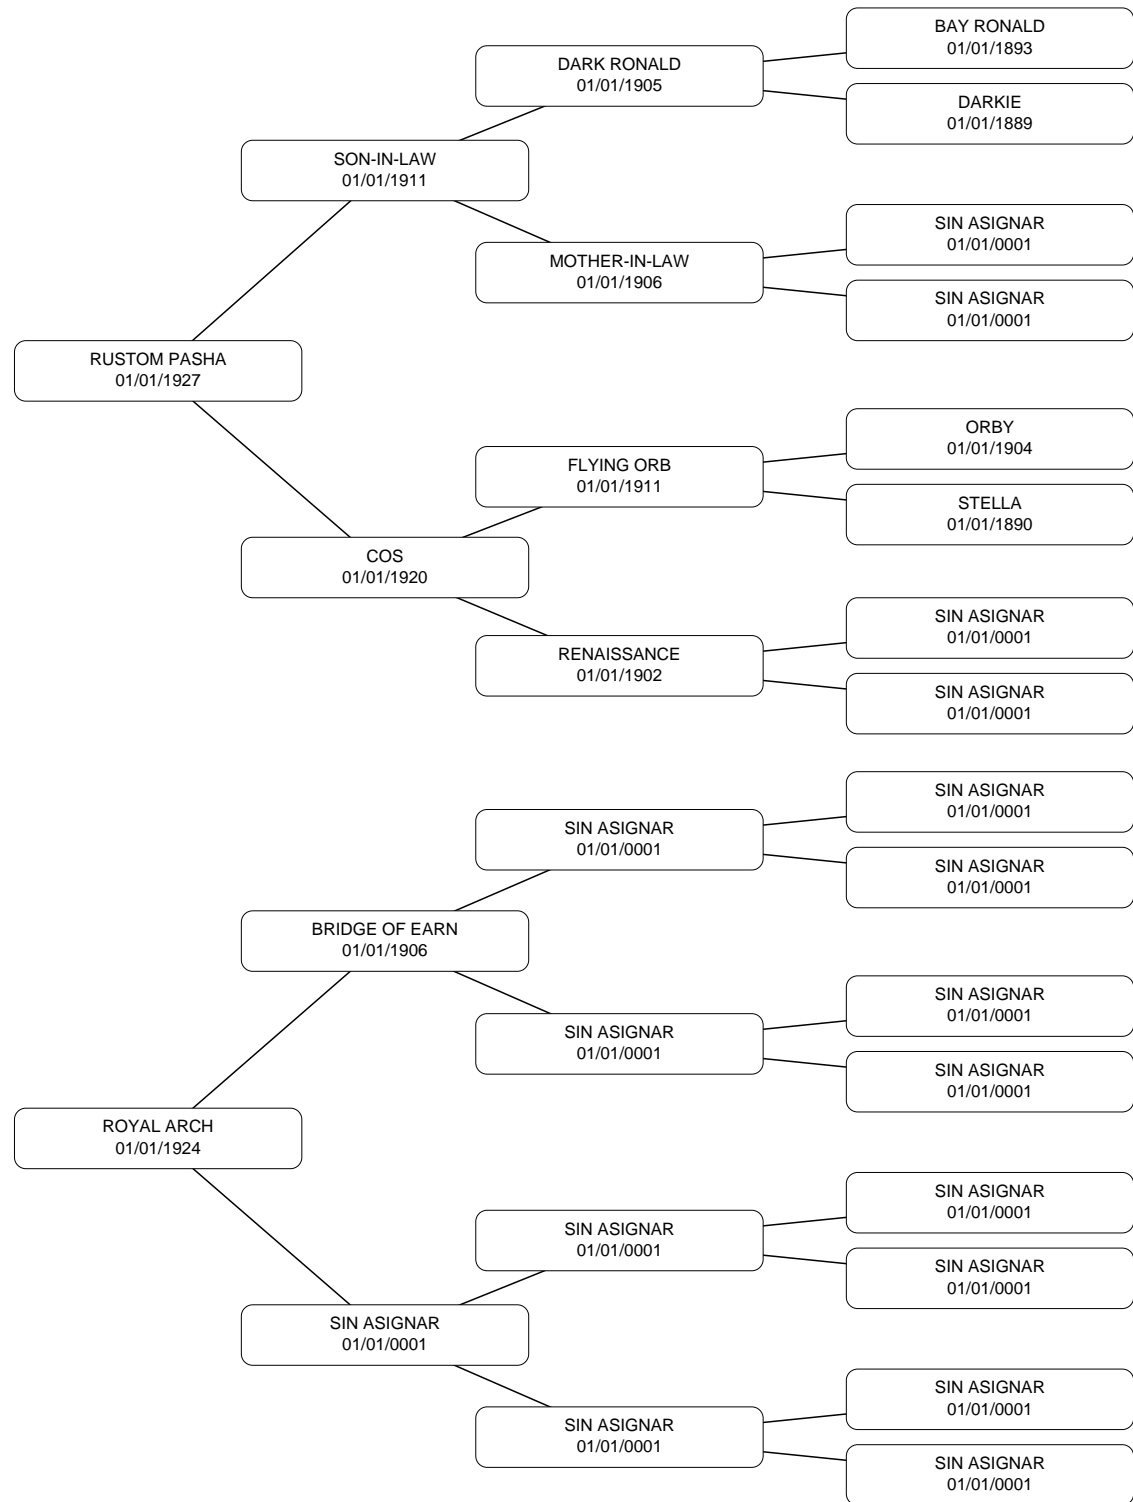 BAY RONALD
01/01/1893
DARK RONALD
01/01/1905
DARKIE
01/01/1889
SON-IN-LAW
01/01/1911
SIN ASIGNAR
01/01/0001
MOTHER-IN-LAW
01/01/1906
SIN ASIGNAR
01/01/0001
RUSTOM PASHA
01/01/1927
ORBY
01/01/1904
FLYING ORB
01/01/1911
STELLA
01/01/1890
COS
01/01/1920
SIN ASIGNAR
01/01/0001
RENAISSANCE
01/01/1902
SIN ASIGNAR
01/01/0001
SIN ASIGNAR
01/01/0001
SIN ASIGNAR
01/01/0001
SIN ASIGNAR
01/01/0001
BRIDGE OF EARN
01/01/1906
SIN ASIGNAR
01/01/0001
SIN ASIGNAR
01/01/0001
SIN ASIGNAR
01/01/0001
ROYAL ARCH
01/01/1924
SIN ASIGNAR
01/01/0001
SIN ASIGNAR
01/01/0001
SIN ASIGNAR
01/01/0001
SIN ASIGNAR
01/01/0001
SIN ASIGNAR
01/01/0001
SIN ASIGNAR
01/01/0001
SIN ASIGNAR
01/01/0001